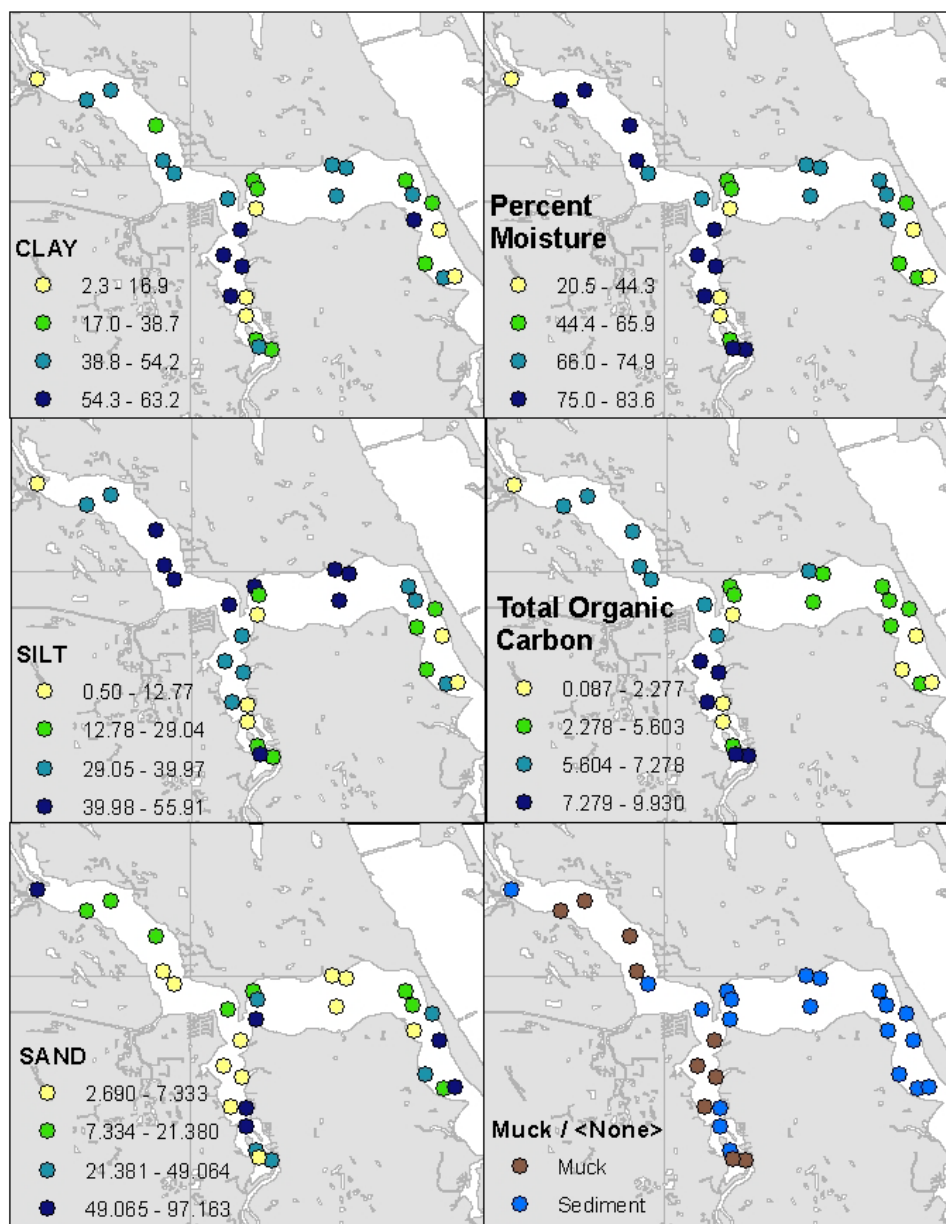 CLAY
2.3 - 16.9
17.0 - 38.7
38.8 - 54.2
54.3 - 63.2
Percent
Moisture
20.5 - 44.3
44.4 - 65.9
66.0 - 74.9
75.0 - 83.6
SILT
0.50 - 12.77
12.78 - 29.04
29.05 - 39.97
39.98 - 55.91
Total Organic
Carbon
0.087 - 2.277
2.278 - 5.603
5.604 - 7.278
7.279 - 9.930
SAND
2.690 - 7.333
7.334 - 21.380
21.381 - 49.064
49.065 - 97.163
Muck / <None>
Muck
Sediment